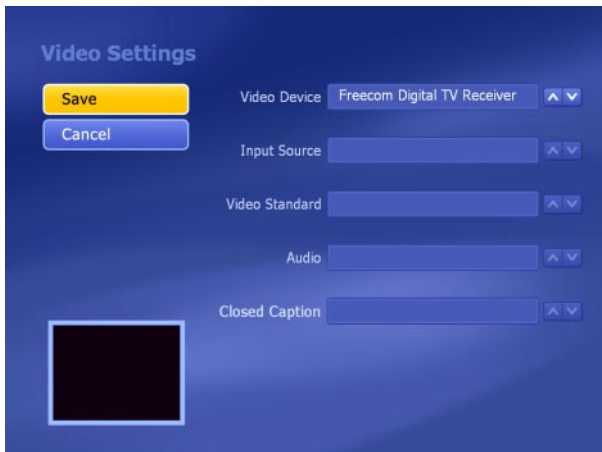 Video Settings
Save
Cancel
Video Device Freecom Digital TV Receiver
Input Source
Video Standard
Audio
Closed Caption